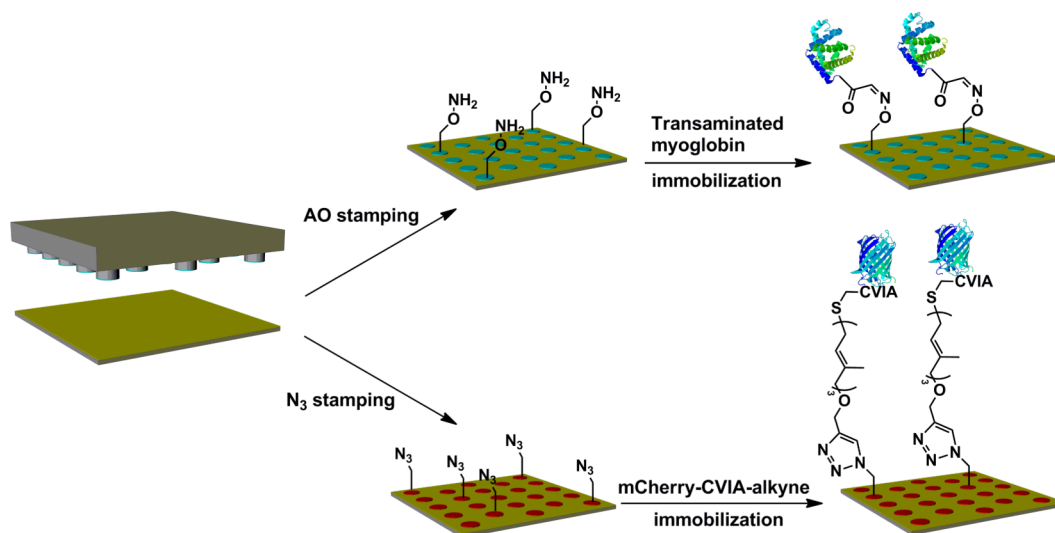 NH₂
O
NH₂
O
NH₂
O
NH₂
O
Transaminated
myoglobin
immobilization
O
N
O
O
N
O
AO stamping
N₃ stamping
CVIA
S
3
O
N
N
N
CVIA
S
3
O
N
N
N
N₃
N₃
N₃
N₃
N₃
mCherry-CVIA-alkyne
immobilization